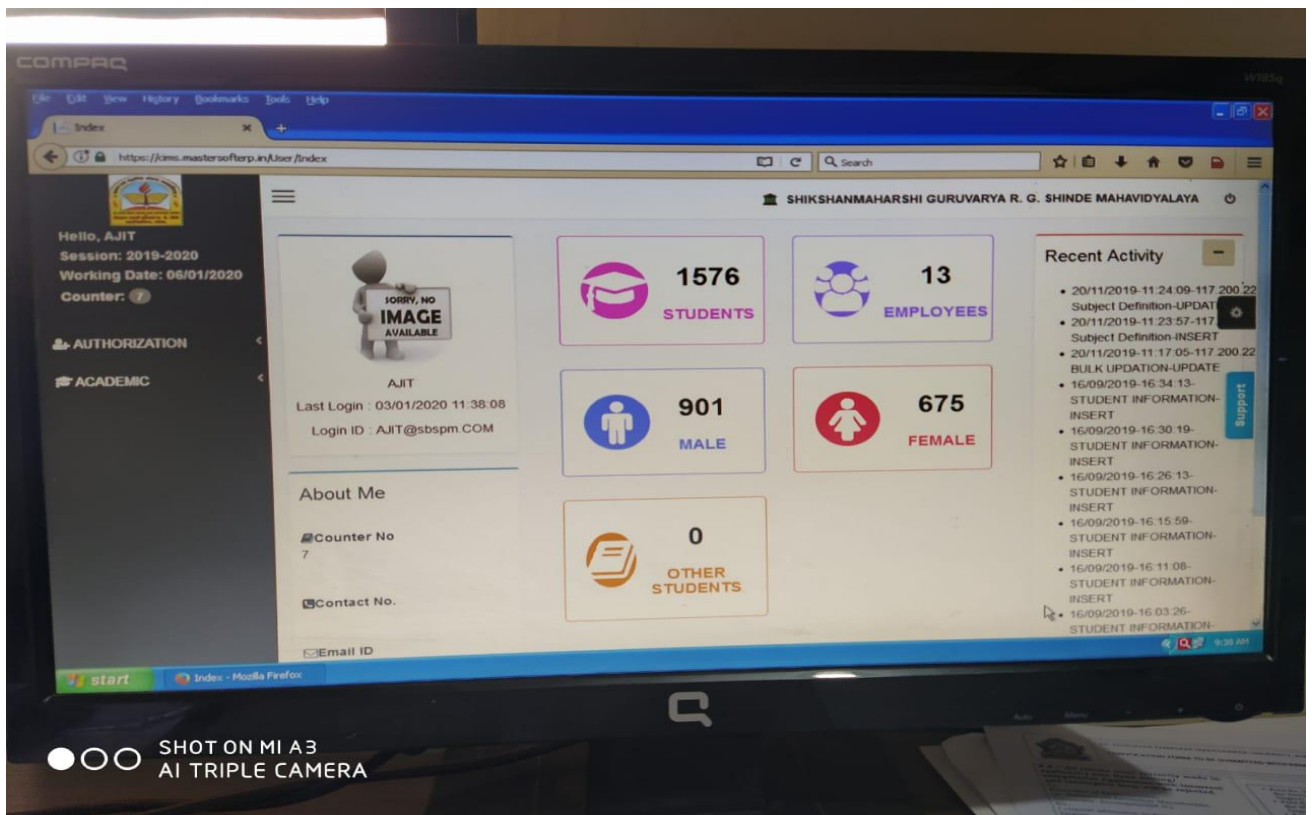 COMPAQ
W185q
File Edit View History Bookmarks Tools Help
Index
https://cims.mastersofterp.in/User/Index
Search
SHIKSHANMAHARSHI GURUVARYA R. G. SHINDE MAHAVIDYALAYA
Hello, AJIT
Session: 2019-2020
Working Date: 06/01/2020
Counter: 7
AUTHORIZATION
ACADEMIC
SORRY, NO
IMAGE
AVAILABLE
AJIT
Last Login : 03/01/2020 11:38:08
Login ID : AJIT@sbspm.COM
About Me
Counter No
7
Contact No.
Email ID
1576
STUDENTS
13
EMPLOYEES
901
MALE
675
FEMALE
0
OTHER
STUDENTS
Recent Activity
20/11/2019-11:24:09-117.200.22
Subject Definition-UPDAT
20/11/2019-11:23:57-117.
Subject Definition-INSERT
20/11/2019-11:17:05-117.200.22
BULK UPDATION-UPDATE
16/09/2019-16:34:13-
STUDENT INFORMATION-
INSERT
16/09/2019-16:30:19-
STUDENT INFORMATION-
INSERT
16/09/2019-16:26:13-
STUDENT INFORMATION-
INSERT
16/09/2019-16:15:59-
STUDENT INFORMATION-
INSERT
16/09/2019-16:11:08-
STUDENT INFORMATION-
INSERT
16/09/2019-16:03:26-
STUDENT INFORMATION-
Support
start
Index - Mozilla Firefox
Auto Menu
SHOT ON MI A3
AI TRIPLE CAMERA